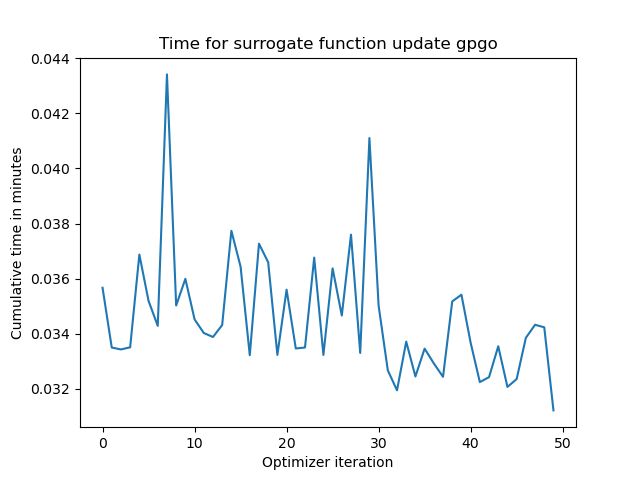 Time for surrogate function update gpgo
0.044
0.042
0.040
0.038
0.036
0.034
0.032
Cumulative time in minutes
0 10 20 30 40 50
Optimizer iteration